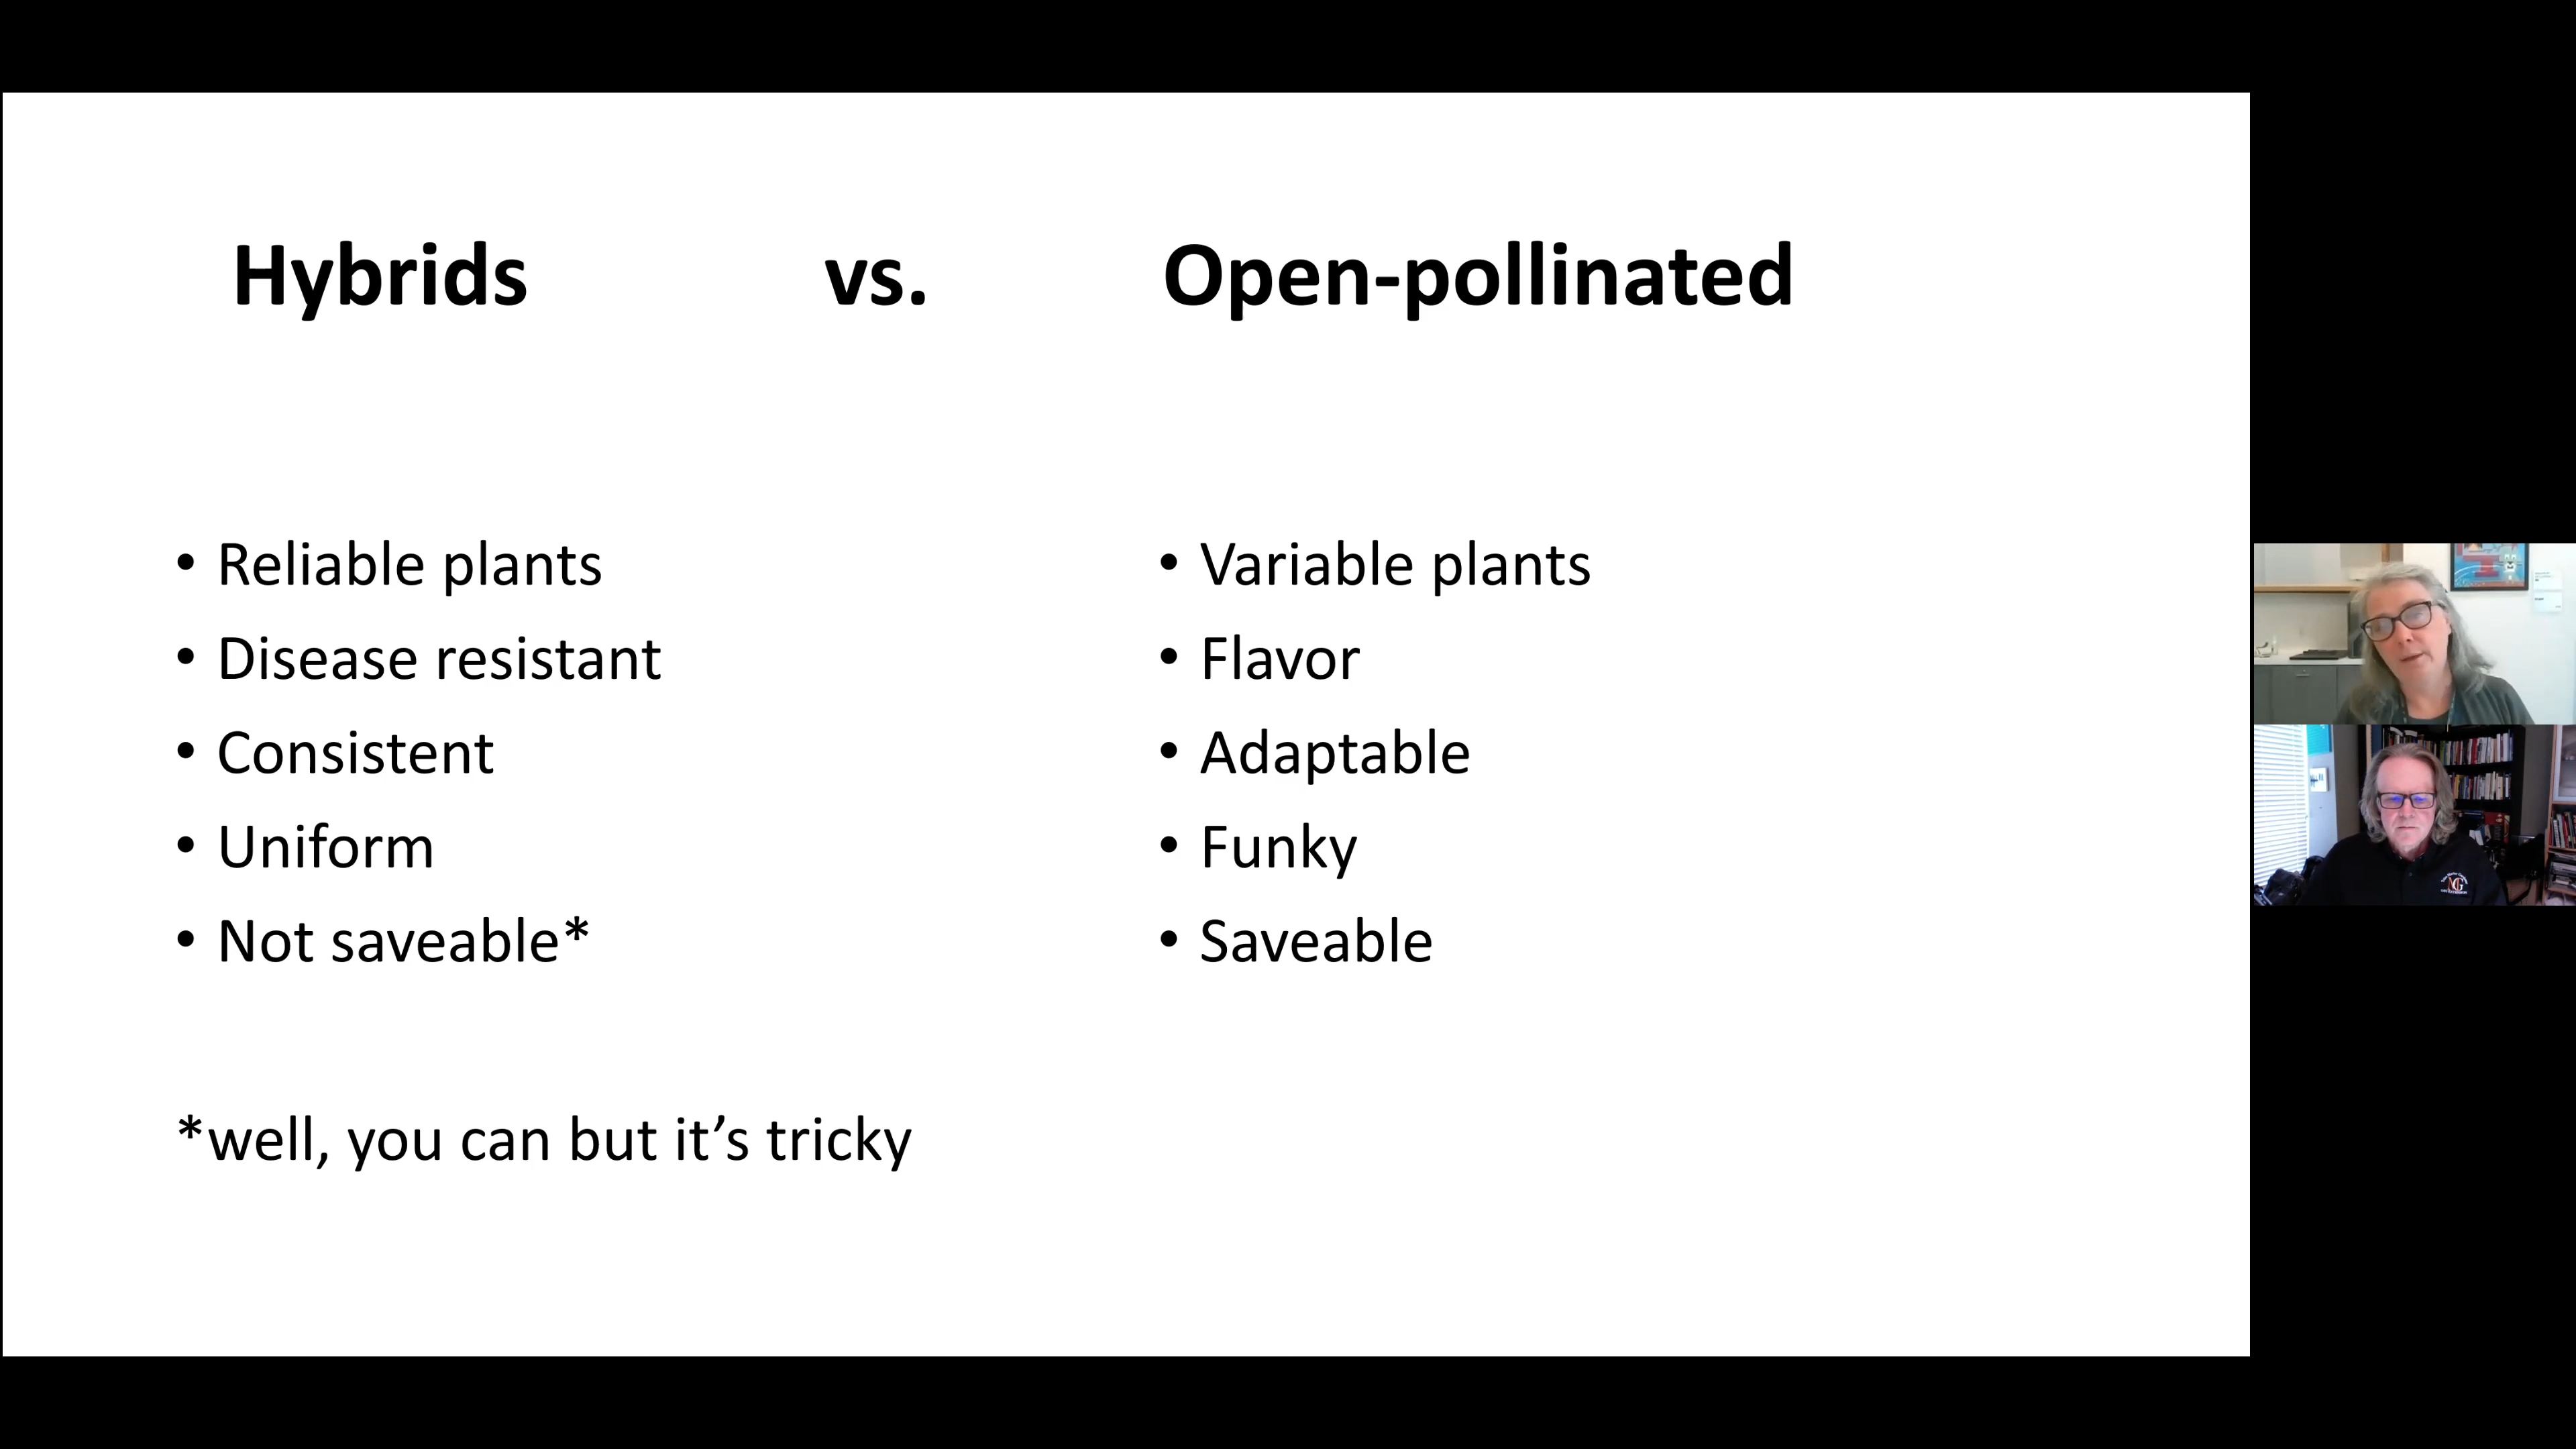 Hybrids vs. Open-pollinated
• Reliable plants
• Disease resistant
• Consistent
• Uniform
• Not saveable*
*well, you can but it’s tricky
• Variable plants
• Flavor
• Adaptable
• Funky
• Saveable
MG